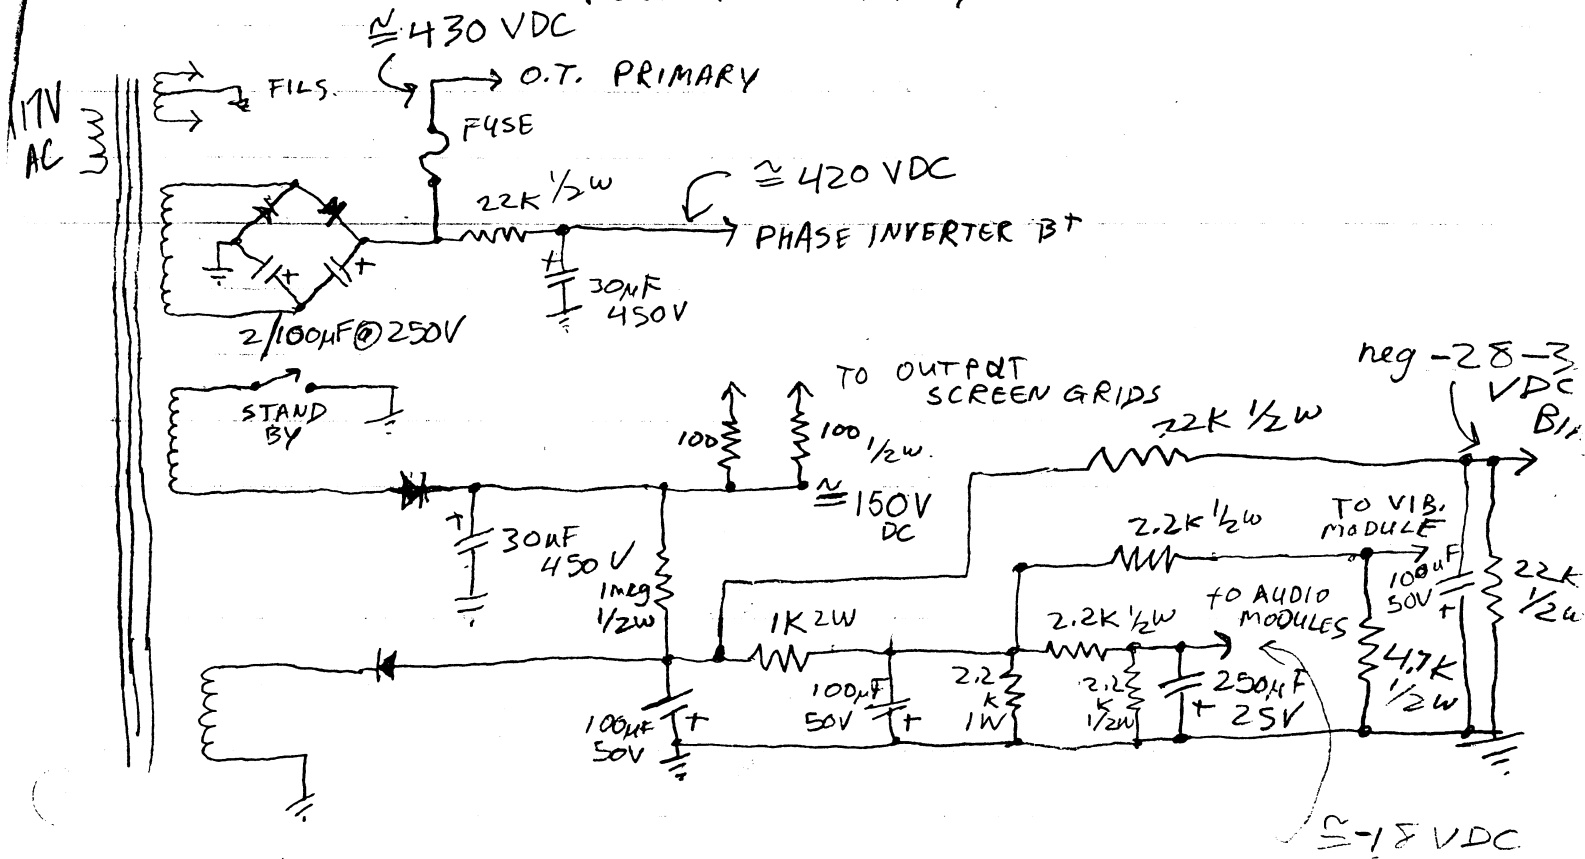 ≅ 430 VDC
O.T. PRIMARY
FILS.
117V
AC
FUSE
22K 1/2W
≅ 420 VDC
PHASE INVERTER B+
+
+
+
30µF
450V
2/100µF@250V
STAND
BY
TO OUTPUT
SCREEN GRIDS
100
100
1/2W.
≅ 150V
DC
neg -28-3
VDC
22K 1/2W
+
30µF
450V
1meg
1/2W
2.2K 1/2W
TO VIB.
MODULE
100µF
50V
+
22K
1/2W
1K 2W
2.2K 1/2W
TO AUDIO
MODULES
100µF
50V
+
100µF
50V
+
2.2
K
1W
2.2
K
1/2W
250µF
25V
+
4.7K
1/2W
≅ -18 VDC